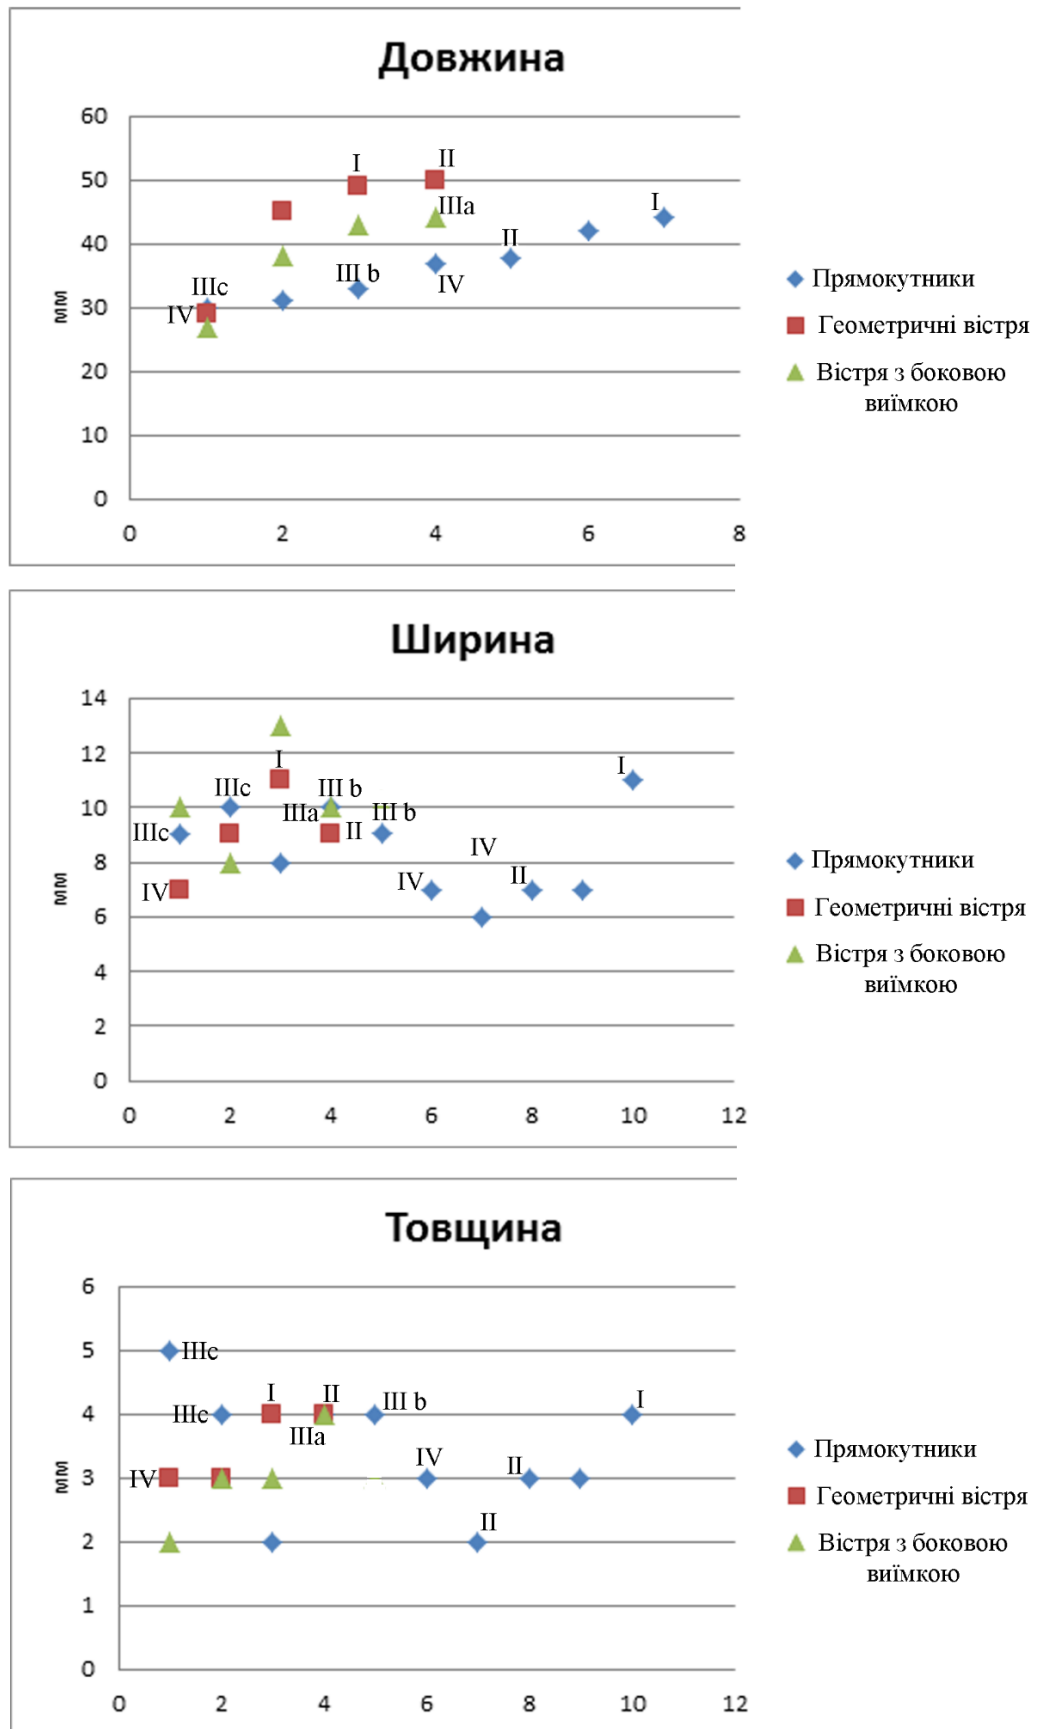 Довжина
60
50
40
30
20
10
0
мм
I
II
IIIa
I
II
III b
IV
IIIc
IV
0 2 4 6 8
Прямокутники
Геометричні вістря
Вістря з боковою
виїмкою
Ширина
14
12
10
8
6
4
2
0
мм
I
I
IIIc
III b
IIIa
III b
IIIc
II
IV
IV
II
IV
0 2 4 6 8 10 12
Прямокутники
Геометричні вістря
Вістря з боковою
виїмкою
Товщина
6
5
4
3
2
1
0
мм
IIIc
I
II
III b
I
IIIc
IIIa
IV
IV
II
II
0 2 4 6 8 10 12
Прямокутники
Геометричні вістря
Вістря з боковою
виїмкою